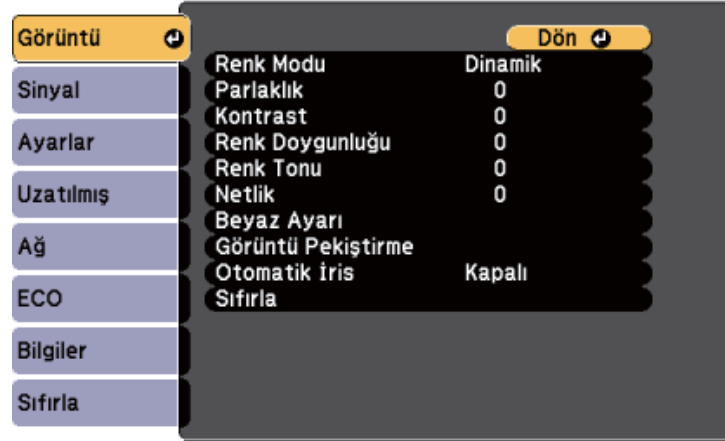 Görüntü
Sinyal
Ayarlar
Uzatılmış
Ağ
ECO
Bilgiler
Sıfırla
Dön
Renk Modu Dinamik
Parlaklık 0
Kontrast 0
Renk Doygunluğu 0
Renk Tonu 0
Netlik 0
Beyaz Ayarı
Görüntü Pekiştirme
Otomatik İris Kapalı
Sıfırla